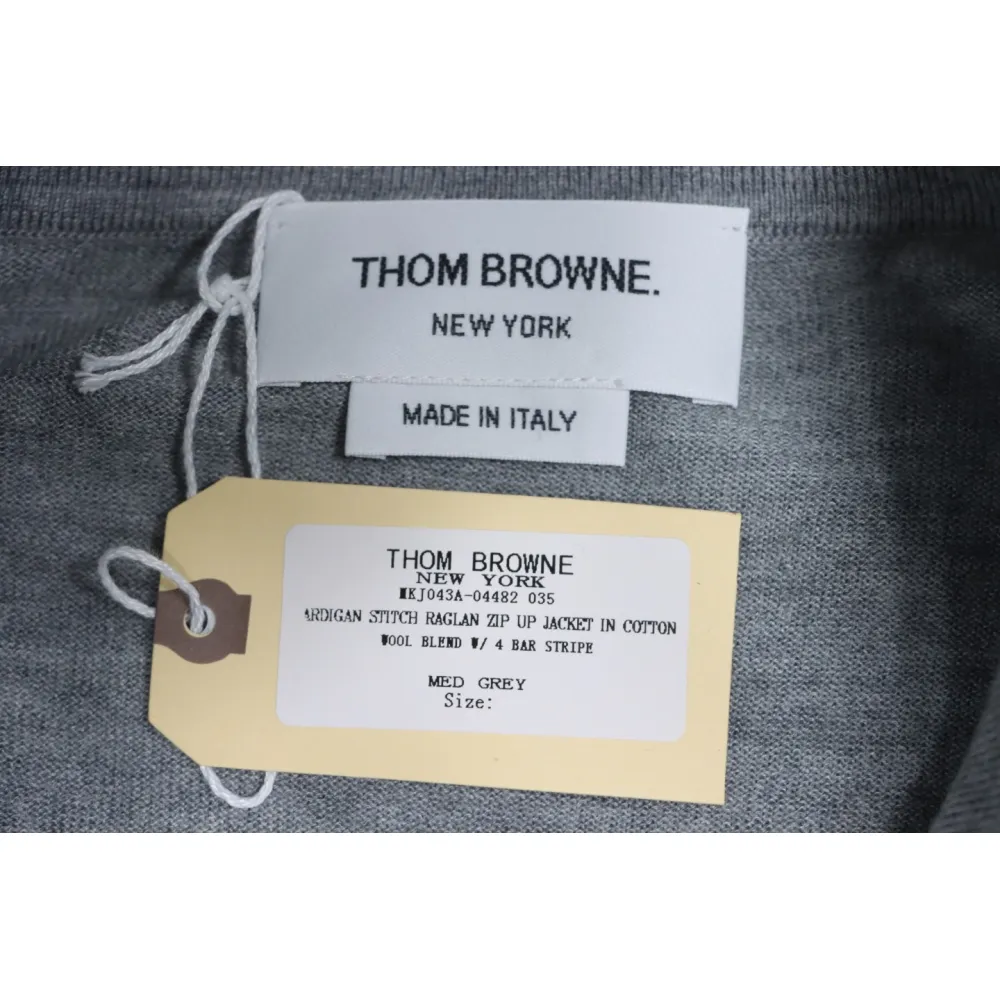 THOM BROWNE.
NEW YORK
MADE IN ITALY
THOM BROWNE
NEW YORK
MKJ043A-04482 035
ARDIGAN STITCH RAGLAN ZIP UP JACKET IN COTTON
WOOL BLEND W/ 4 BAR STRIPE
MED GREY
Size: